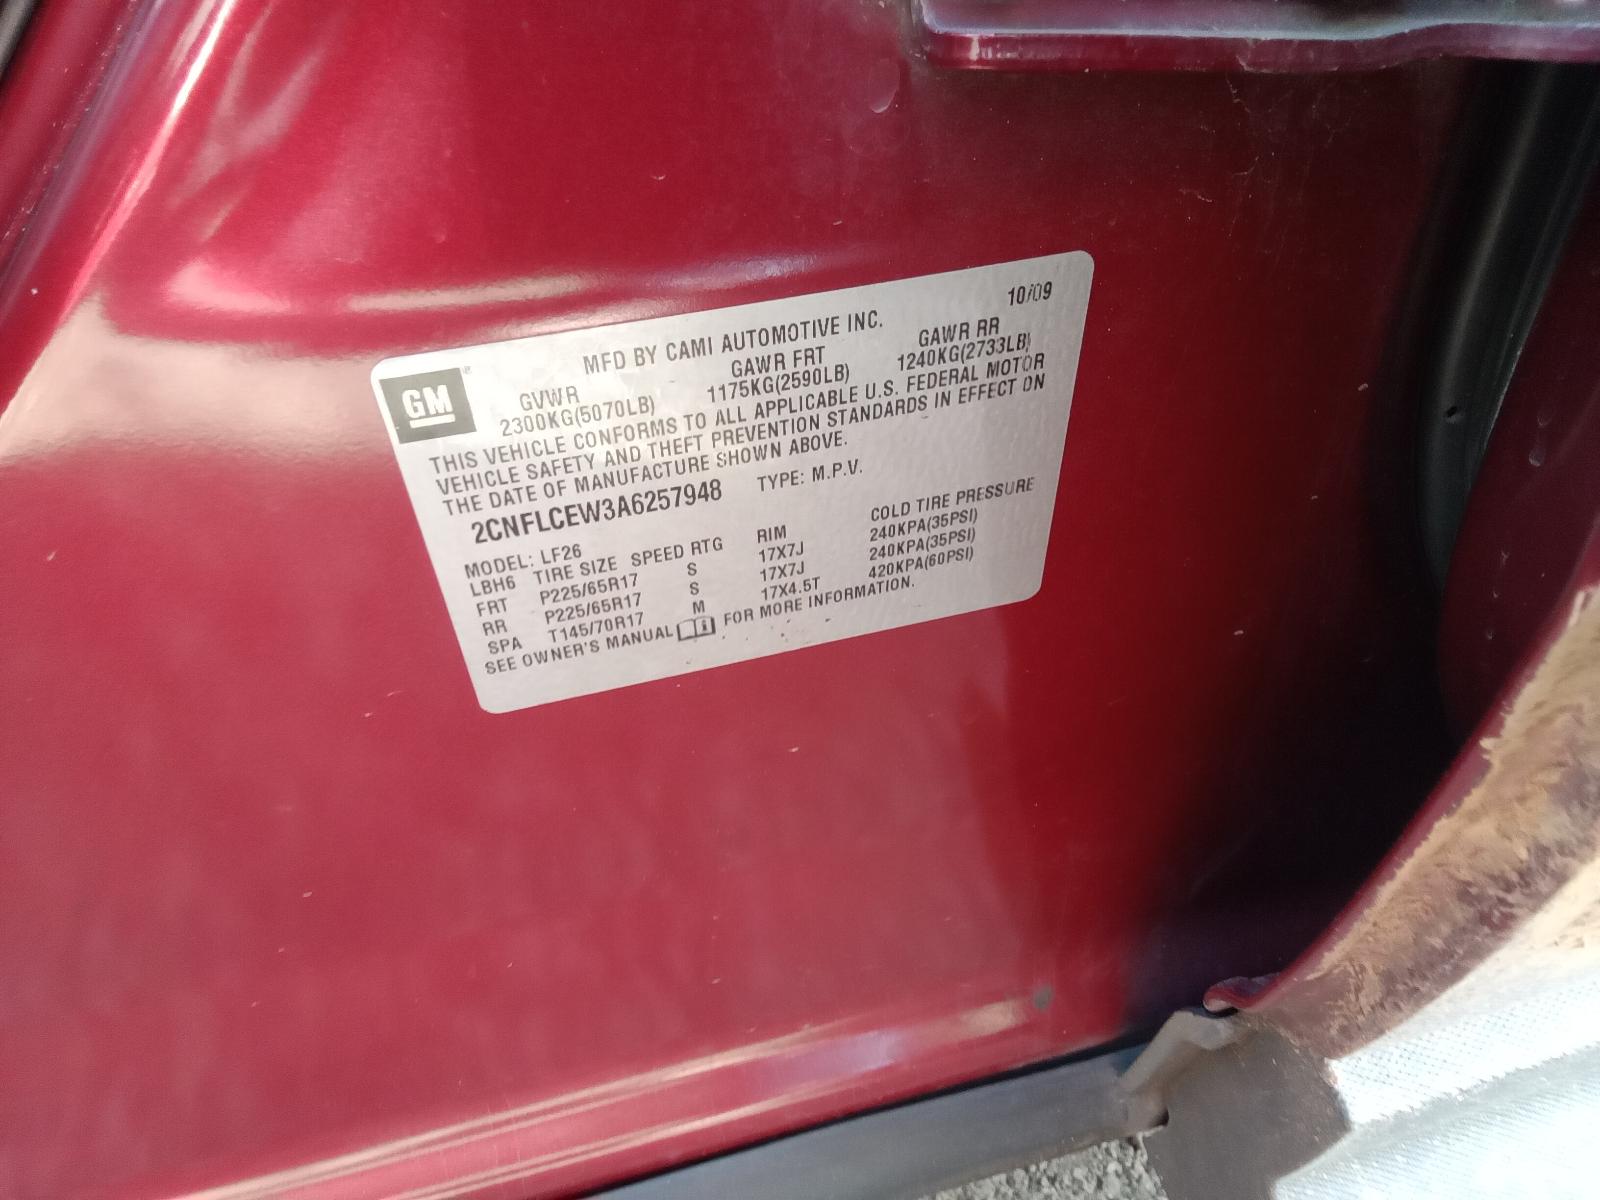 10/09
MFD BY CAMI AUTOMOTIVE INC.
GM
GVWR GAWR FRT GAWR RR
2300KG(5070LB) 1175KG(2590LB) 1240KG(2733LB)
THIS VEHICLE CONFORMS TO ALL APPLICABLE U.S. FEDERAL MOTOR
VEHICLE SAFETY AND THEFT PREVENTION STANDARDS IN EFFECT ON
THE DATE OF MANUFACTURE SHOWN ABOVE.
2CNFLCEW3A6257948 TYPE: M.P.V.
MODEL: LF26
LBH6 TIRE SIZE SPEED RTG RIM COLD TIRE PRESSURE
FRT P225/65R17 S 17X7J 240KPA(35PSI)
RR P225/65R17 S 17X7J 240KPA(35PSI)
SPA T145/70R17 M 17X4.5T 420KPA(60PSI)
SEE OWNER'S MANUAL FOR MORE INFORMATION.